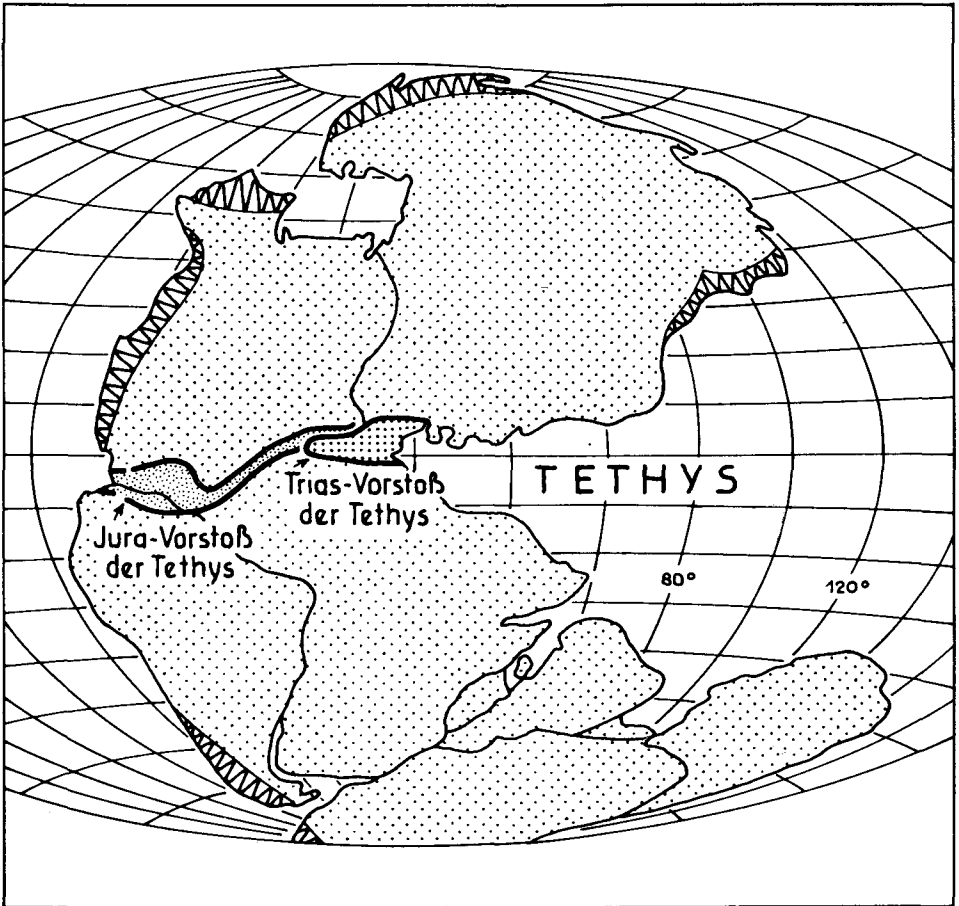 TETHYS
Trias-Vorstoß
der Tethys
Jura-Vorstoß
der Tethys
80°
120°